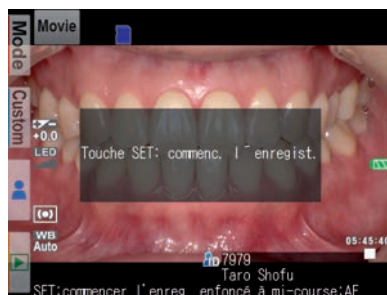 Mode
Movie
Custom
+0.0
LED
Touche SET: commenc. l'enregist.
WB
Auto
05:45:40
ID7979
Taro Shofu
SET:commencer l'enreg. enfoncé à mi-course:AF